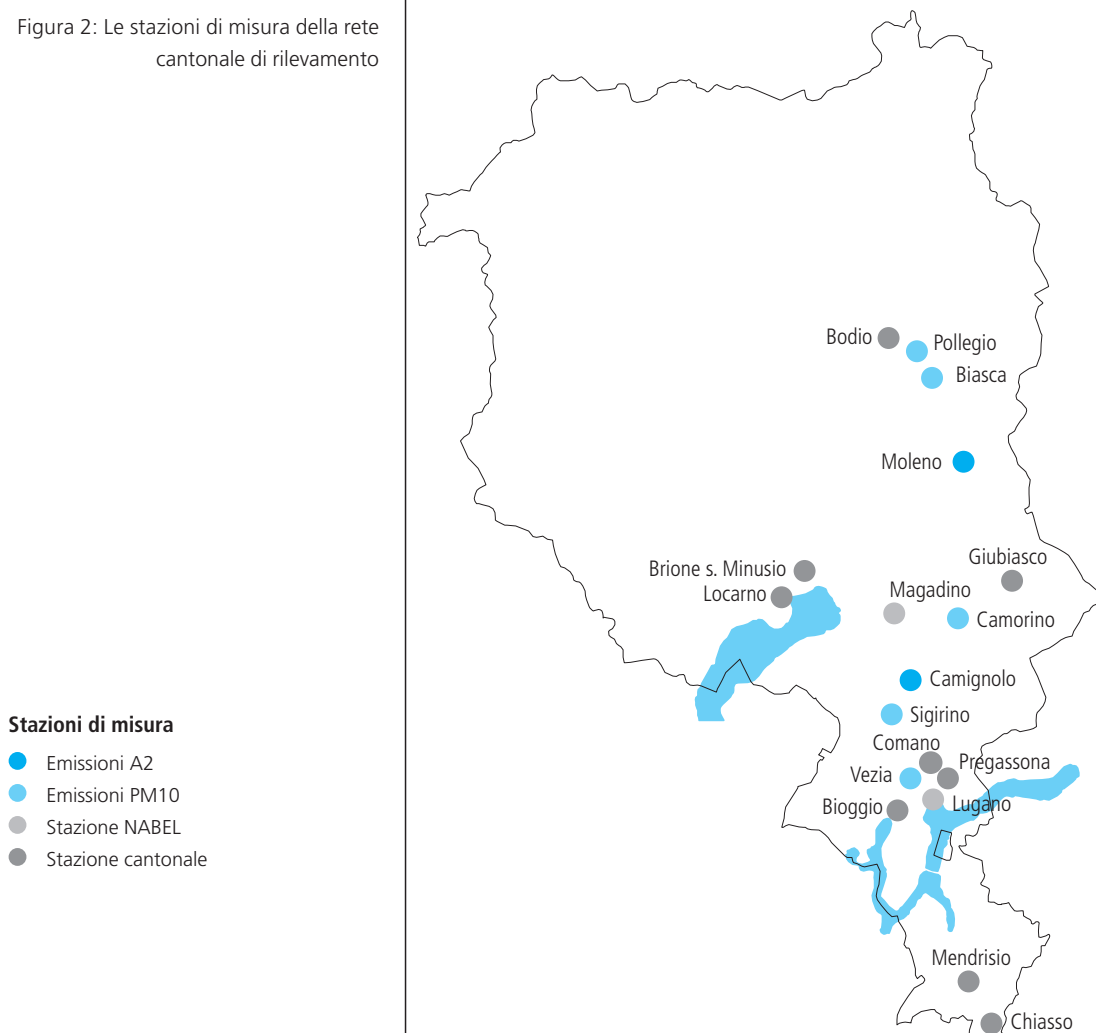 Figura 2: Le stazioni di misura della rete
cantonale di rilevamento
Bodio
Pollegio
Biasca
Moleno
Giubiasco
Brione s. Minusio
Locarno
Magadino
Camorino
Camignolo
Sigirino
Comano
Pregassona
Vezia
Bioggio
Lugano
Mendrisio
Chiasso
Stazioni di misura
Emissioni A2
Emissioni PM10
Stazione NABEL
Stazione cantonale